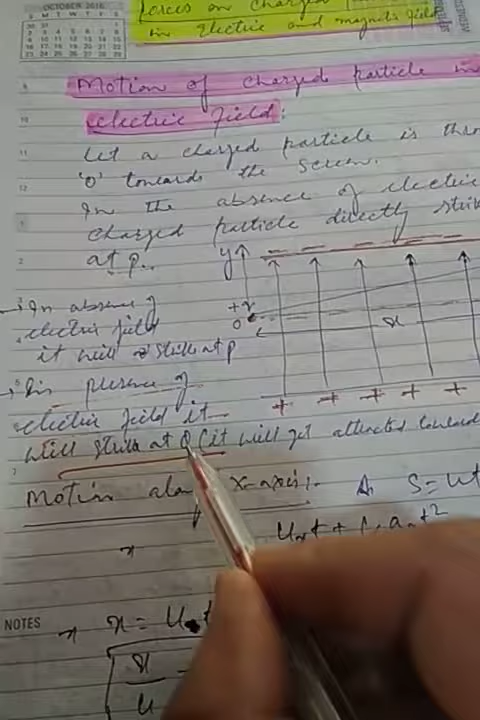 OCTOBER 2016
S M T W T F S
forces on charged
in electric and magnetic field
Motion of charged particle in
electric field:
Let a charged particle is thro
'O' towards the screen.
In the absence of electric
charged particle directly strik
at p.
y
→ In absence of
electric field
it will strike at p
+q
O
x
+ + + + +
→ In presence of
electric field it
will strike at Q (it will get attracted towards
Motion along x-axis:- As S = ut
x
NOTES
x = u t
x
u